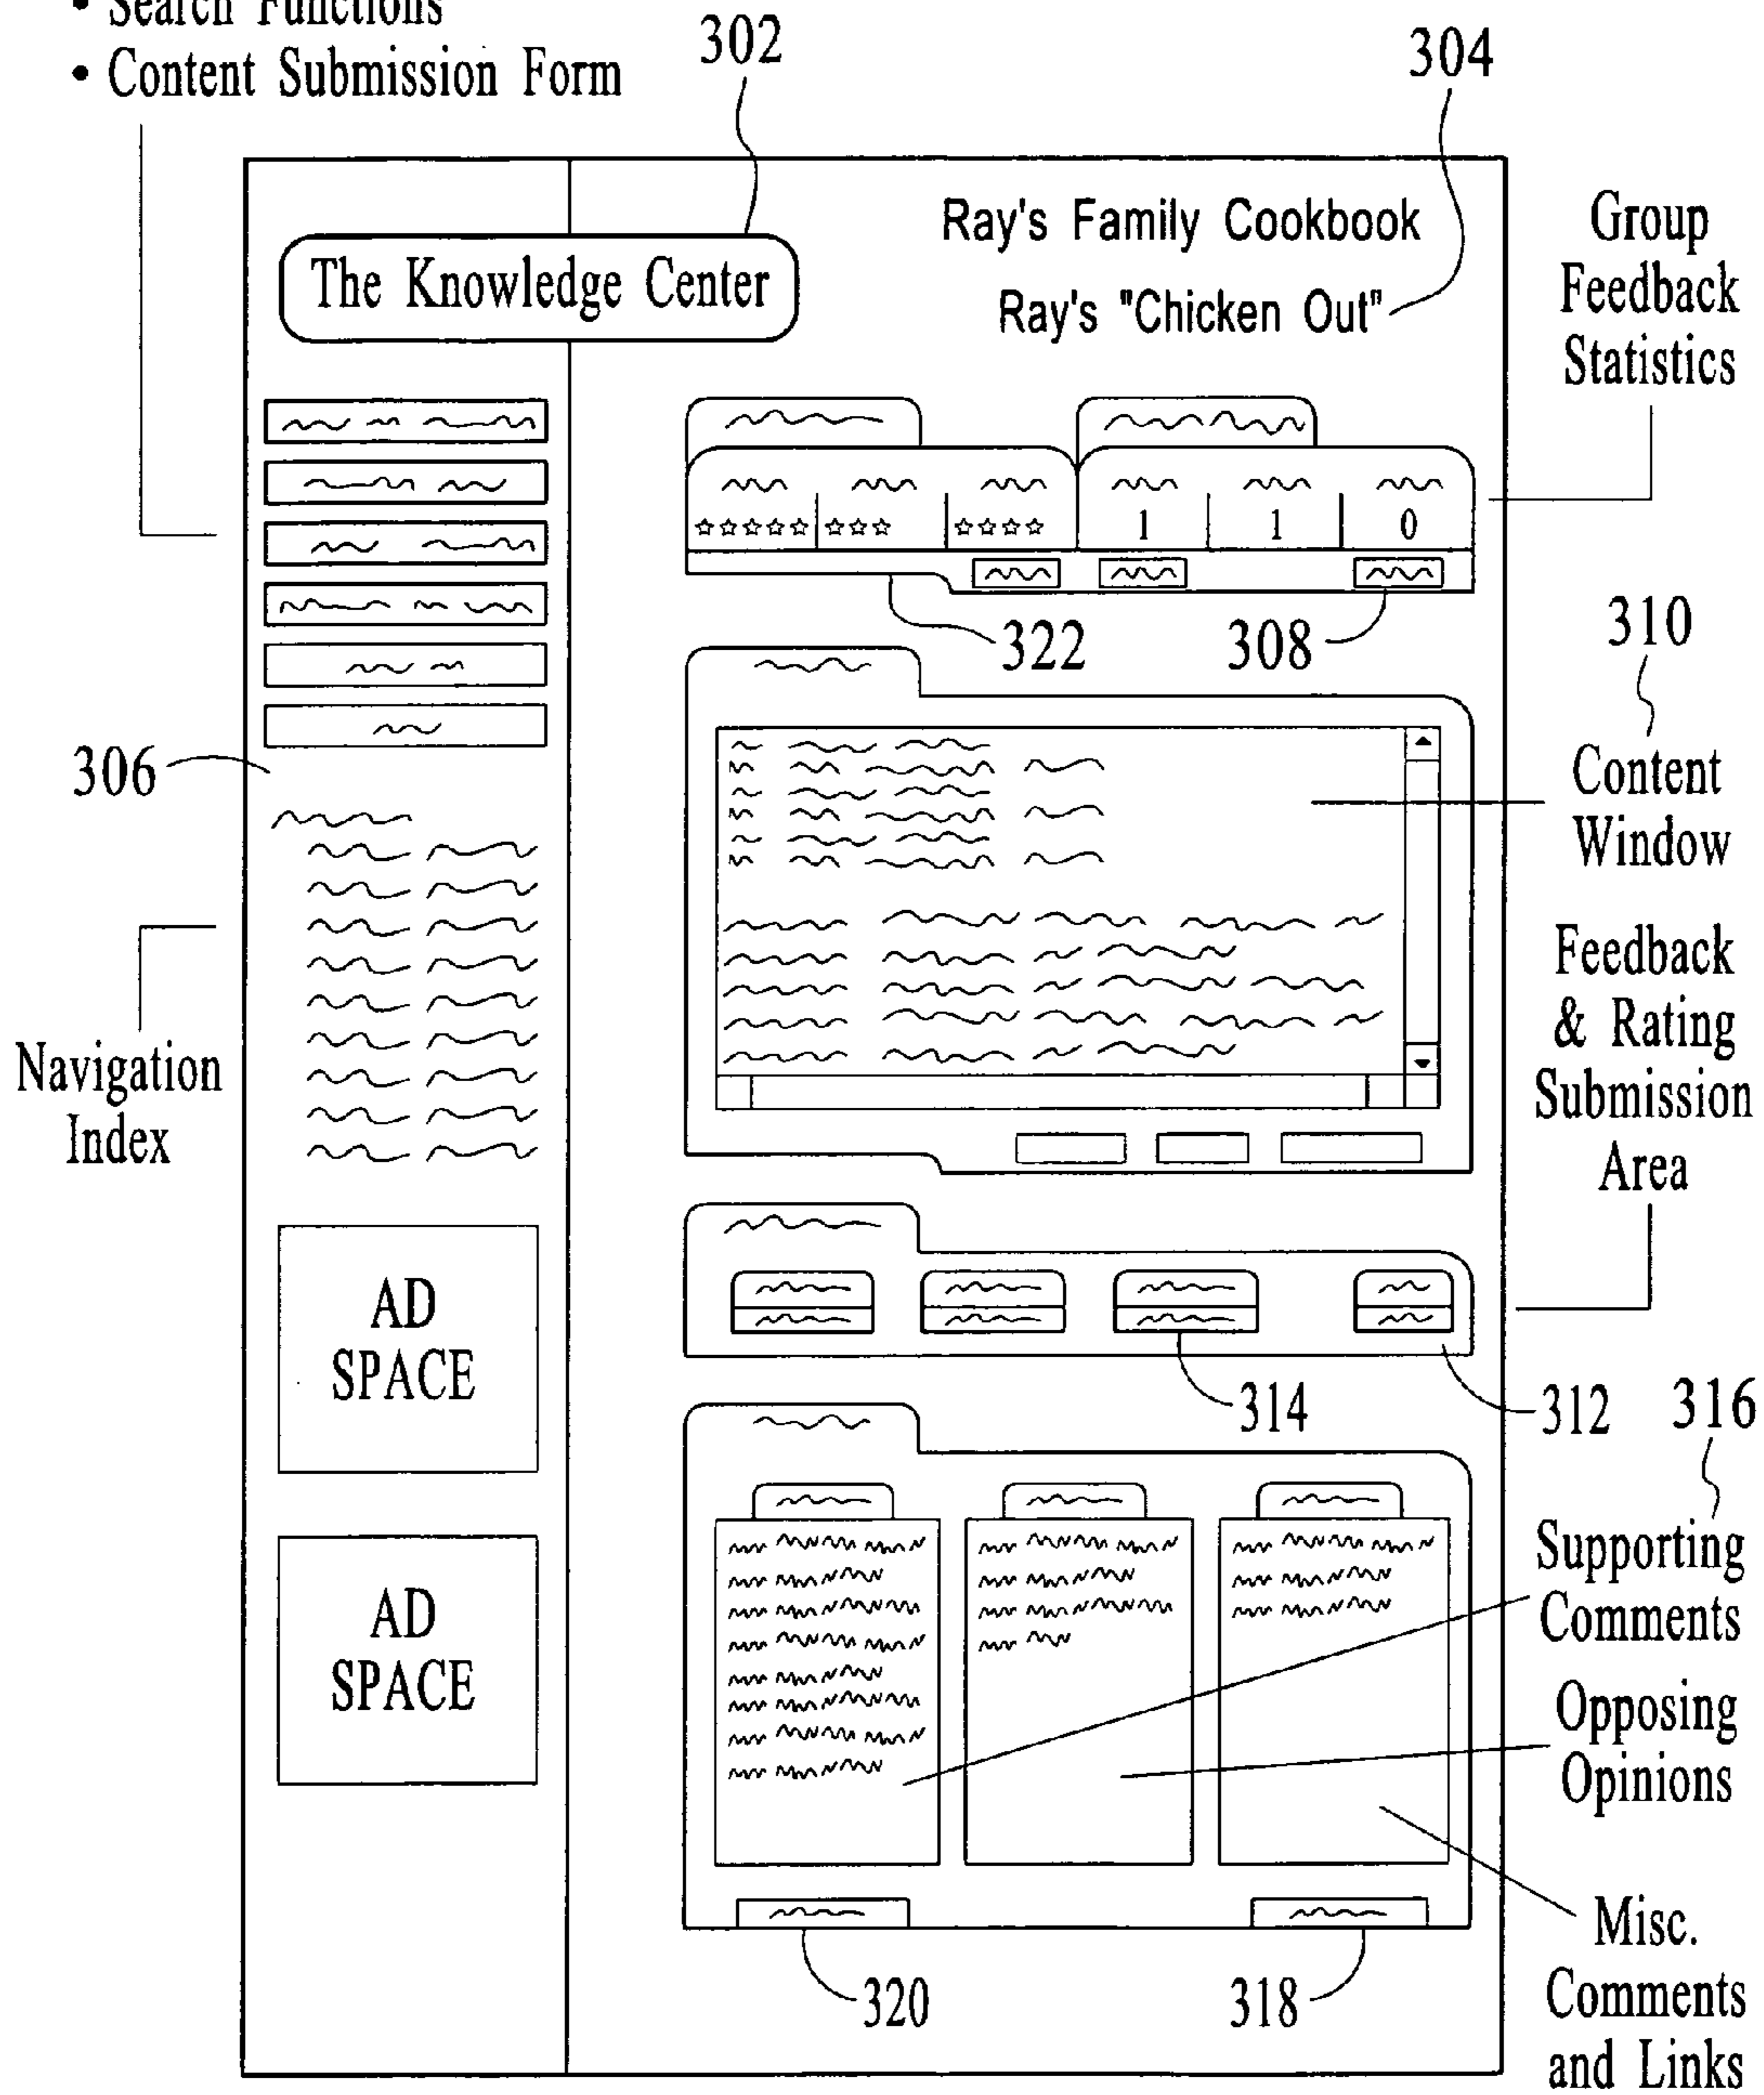 • Search Functions
• Content Submission Form
302
304
The Knowledge Center
Ray's Family Cookbook
Ray's "Chicken Out"
Group
Feedback
Statistics
☆☆☆☆☆ ☆☆☆ ☆☆☆☆ 1 1 0
322
308
310
306
Content
Window
Navigation
Index
Feedback
& Rating
Submission
Area
AD
SPACE
314
312
316
AD
SPACE
Supporting
Comments
Opposing
Opinions
Misc.
Comments
and Links
320
318